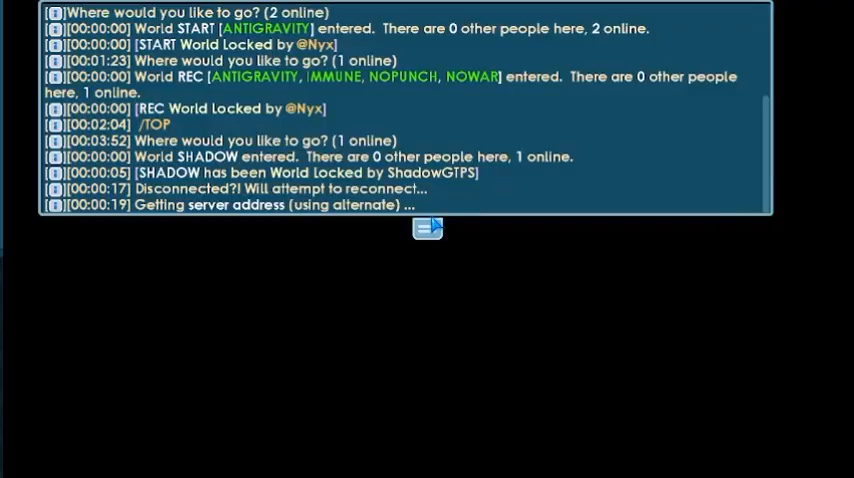 [i]Where would you like to go? (2 online)
[i][00:00:00] World START [ANTIGRAVITY] entered. There are 0 other people here, 2 online.
[i][00:00:00] [START World Locked by @Nyx]
[i][00:01:23] Where would you like to go? (1 online)
[i][00:00:00] World REC [ANTIGRAVITY, IMMUNE, NOPUNCH, NOWAR] entered. There are 0 other people
here, 1 online.
[i][00:00:00] [REC World Locked by @Nyx]
[i][00:02:04] /TOP
[i][00:03:52] Where would you like to go? (1 online)
[i][00:00:00] World SHADOW entered. There are 0 other people here, 1 online.
[i][00:00:05] [SHADOW has been World Locked by ShadowGTPS]
[i][00:00:17] Disconnected?! Will attempt to reconnect...
[i][00:00:19] Getting server address (using alternate) ...